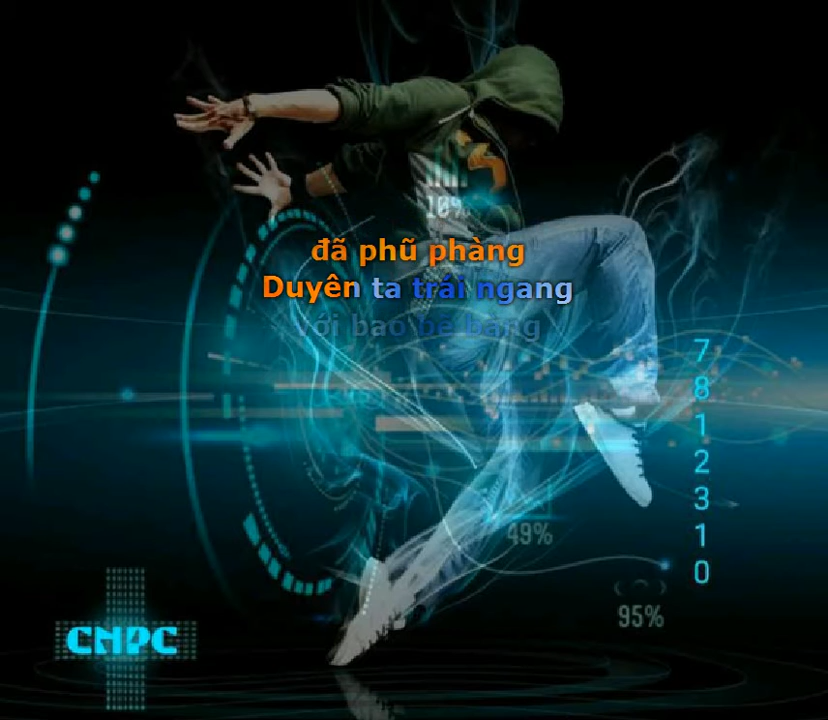 10%
đã phũ phàng
Duyên ta trái ngang
với bao bẽ bàng
7
8
1
2
3
1
0
49%
95%
CNPC